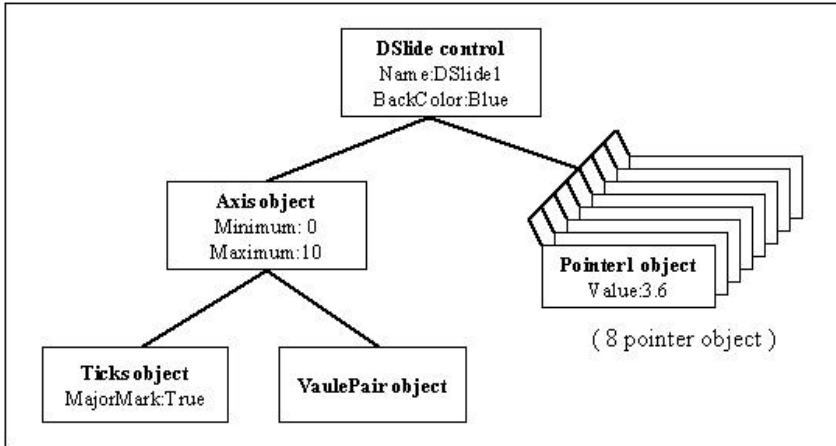 DSlide control
Name:DSlide1
BackColor:Blue
Axis object
Minimum: 0
Maximum:10
Pointer1 object
Value:3.6
( 8 pointer object )
Ticks object
MajorMark:True
VaulePair object